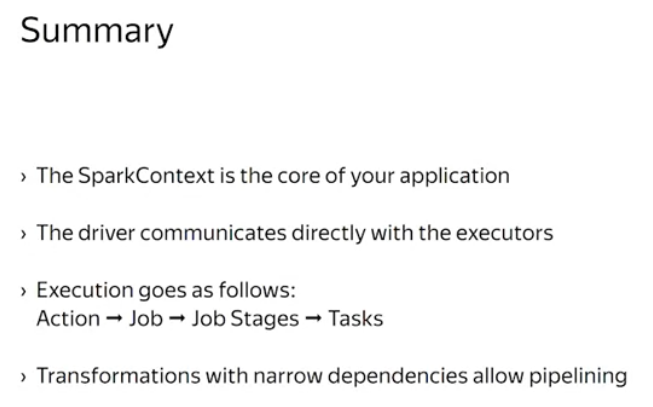 Summary
› The SparkContext is the core of your application
› The driver communicates directly with the executors
› Execution goes as follows:
Action → Job → Job Stages → Tasks
› Transformations with narrow dependencies allow pipelining